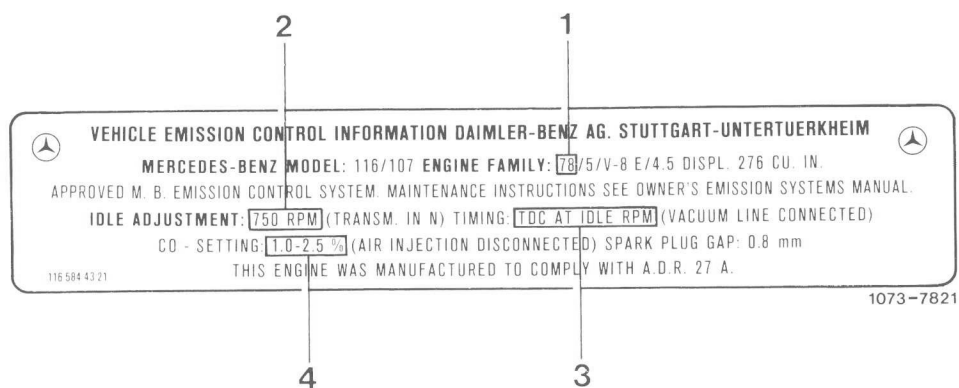 2 1
VEHICLE EMISSION CONTROL INFORMATION DAIMLER-BENZ AG. STUTTGART-UNTERTUERKHEIM
MERCEDES-BENZ MODEL: 116/107 ENGINE FAMILY: 78/5/V-8 E/4.5 DISPL. 276 CU. IN.
APPROVED M. B. EMISSION CONTROL SYSTEM. MAINTENANCE INSTRUCTIONS SEE OWNER'S EMISSION SYSTEMS MANUAL.
IDLE ADJUSTMENT: 750 RPM (TRANSM. IN N) TIMING: TDC AT IDLE RPM (VACUUM LINE CONNECTED)
CO - SETTING: 1.0-2.5 % (AIR INJECTION DISCONNECTED) SPARK PLUG GAP: 0.8 mm
116 584 43 21 THIS ENGINE WAS MANUFACTURED TO COMPLY WITH A.D.R. 27 A.
1073-7821
4 3